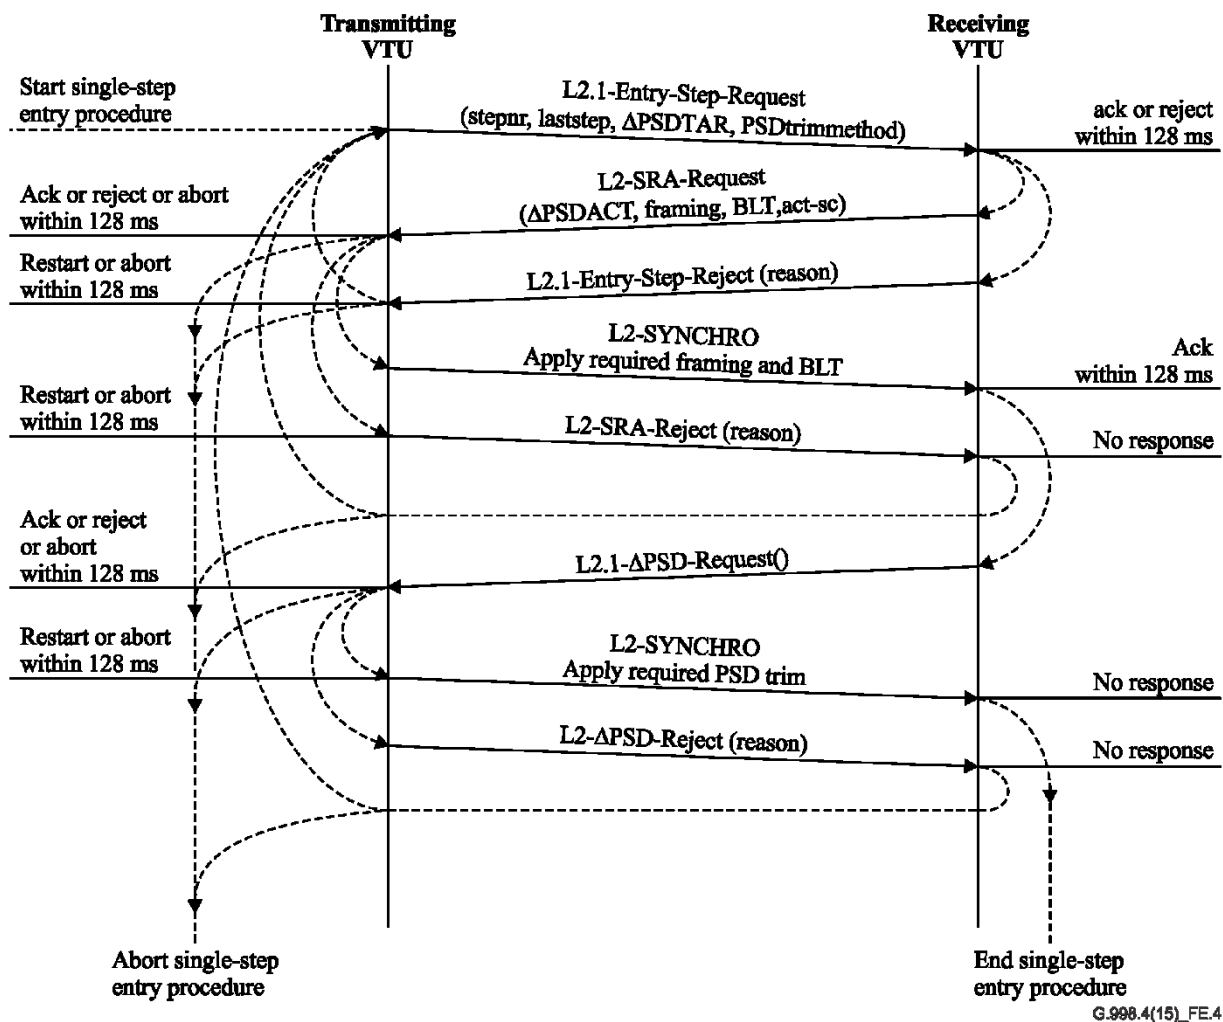 Transmitting
VTU
Receiving
VTU
Start single-step
entry procedure
L2.1-Entry-Step-Request
(stepnr, laststep, ΔPSDTAR, PSDtrimmethod)
ack or reject
within 128 ms
Ack or reject or abort
within 128 ms
L2-SRA-Request
(ΔPSDACT, framing, BLT,act-sc)
Restart or abort
within 128 ms
L2.1-Entry-Step-Reject (reason)
L2-SYNCHRO
Apply required framing and BLT
Ack
within 128 ms
Restart or abort
within 128 ms
L2-SRA-Reject (reason)
No response
Ack or reject
or abort
within 128 ms
L2.1-ΔPSD-Request()
Restart or abort
within 128 ms
L2-SYNCHRO
Apply required PSD trim
No response
L2-ΔPSD-Reject (reason)
No response
Abort single-step
entry procedure
End single-step
entry procedure
G.998.4(15)_FE.4